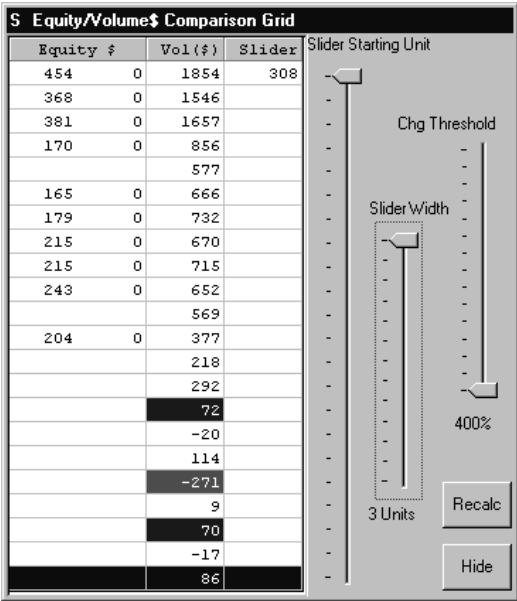 S Equity/Volume$ Comparison Grid
Equity $ Vol($) Slider
454 0 1854 308
368 0 1546
381 0 1657
170 0 856
577
165 0 666
179 0 732
215 0 670
215 0 715
243 0 652
569
204 0 377
218
292
72
-20
114
-271
9
70
-17
86
Slider Starting Unit
Chg Threshold
Slider Width
400%
3 Units
Recalc
Hide